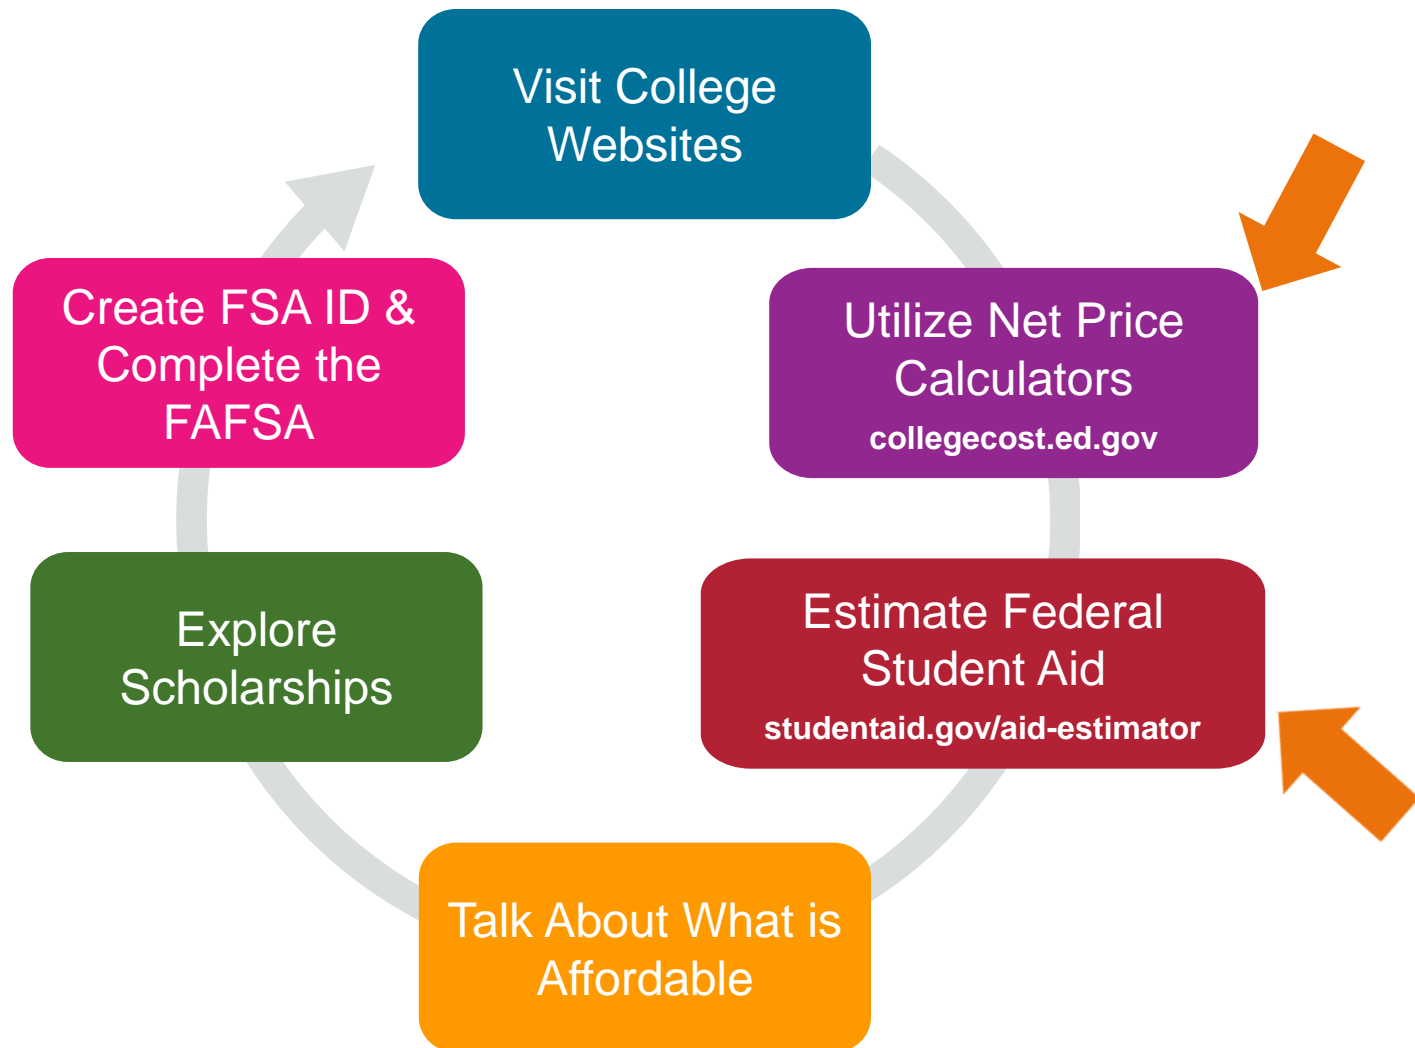 Visit College
Websites
Utilize Net Price
Calculators
collegecost.ed.gov
Estimate Federal
Student Aid
studentaid.gov/aid-estimator
Talk About What is
Affordable
Explore
Scholarships
Create FSA ID &
Complete the
FAFSA